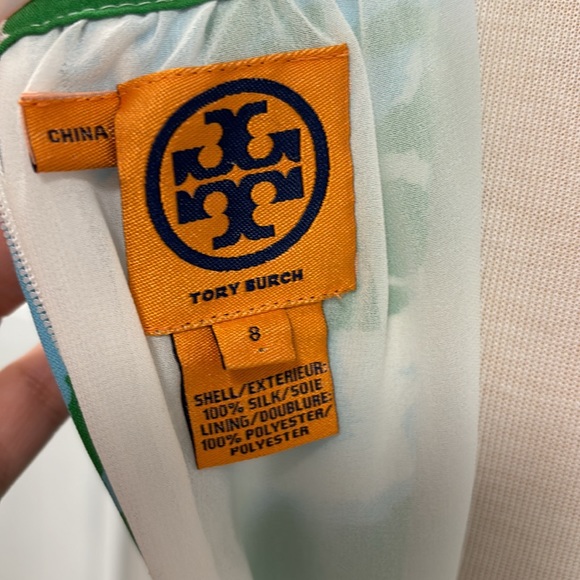 CHINA
TORY BURCH
8
SHELL/EXTERIEUR:
100% SILK/SOIE
LINING/DOUBLURE:
100% POLYESTER/
POLYESTER